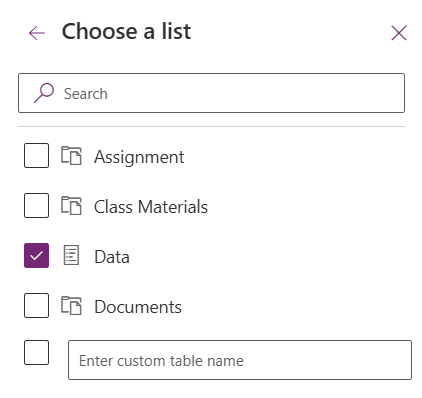 Choose a list
Search
Assignment
Class Materials
Data
Documents
Enter custom table name